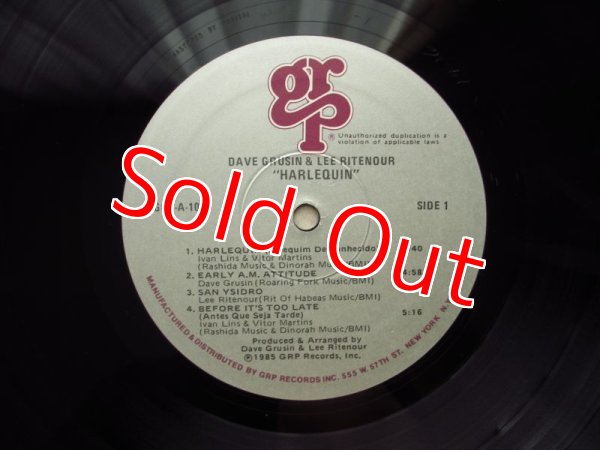 grp
®
Unauthorized duplication is a
violation of applicable laws
DAVE GRUSIN & LEE RITENOUR
"HARLEQUIN"
SIDE 1
Sold Out
1. HARLEQUIN
Ivan Lins & Vitor Martins
(Rashida Music & Dinorah Music/BMI)
2. EARLY A.M. ATTITUDE 4:58
Dave Grusin (Roaring Fork Music/BMI)
3. SAN YSIDRO
Lee Ritenour (Rit Of Habeas Music/BMI)
4. BEFORE IT'S TOO LATE 5:16
(Antes Que Seja Tarde)
Ivan Lins & Vitor Martins
(Rashida Music & Dinorah Music/BMI)
Produced & Arranged by
Dave Grusin & Lee Ritenour
℗©1985 GRP Records, Inc.
MANUFACTURED & DISTRIBUTED BY GRP RECORDS INC. 555 W. 57TH ST. NEW YORK, N.Y.